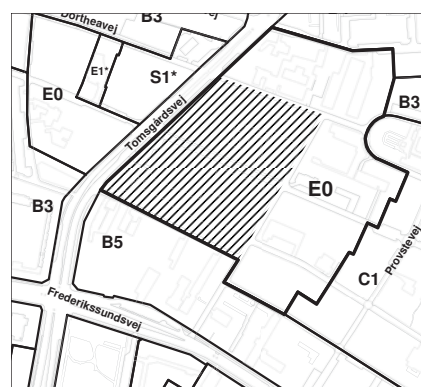 Dortheavej
B3
E1*
S1*
E0
B3
Tomsgårdsvej
E0
B3
B5
C1
Provstevej
Frederikssundsvej